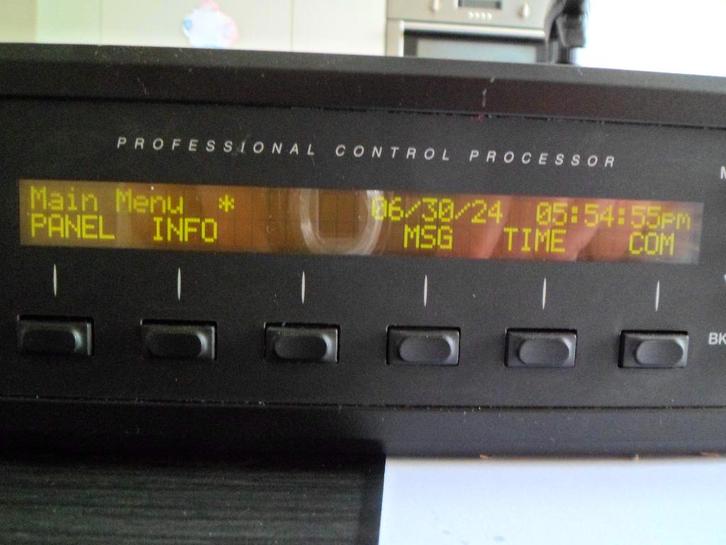 PROFESSIONAL CONTROL PROCESSOR
Main Menu * 06/30/24 05:54:55pm
PANEL INFO MSG TIME COM